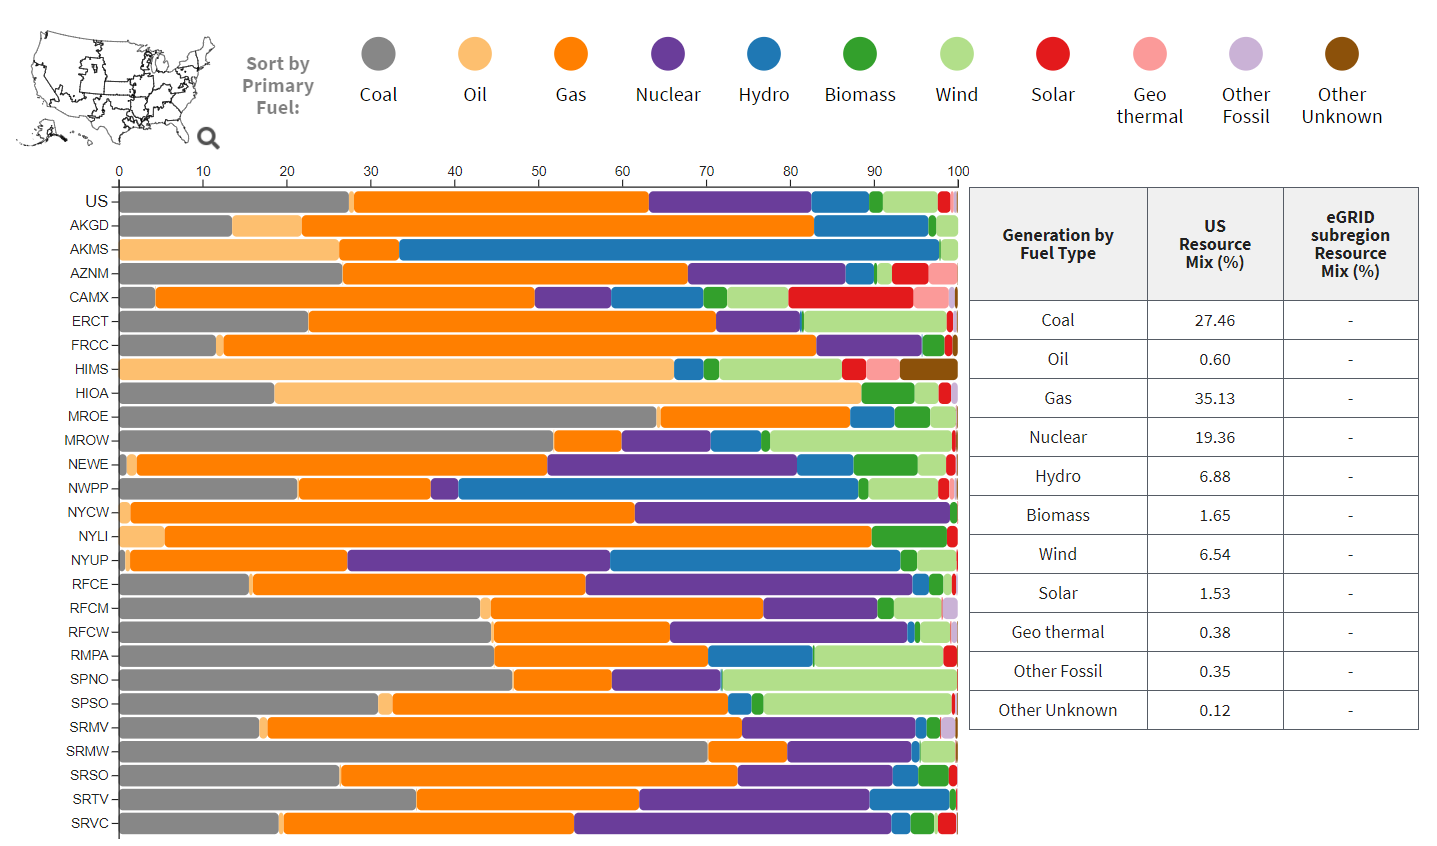 Sort by
Primary
Fuel:
Coal
Oil
Gas
Nuclear
Hydro
Biomass
Wind
Solar
Geo
thermal
Other
Fossil
Other
Unknown
0 10 20 30 40 50 60 70 80 90 100
US
AKGD
AKMS
AZNM
CAMX
ERCT
FRCC
HIMS
HIOA
MROE
MROW
NEWE
NWPP
NYCW
NYLI
NYUP
RFCE
RFCM
RFCW
RMPA
SPNO
SPSO
SRMV
SRMW
SRSO
SRTV
SRVC
Generation by
Fuel Type
US
Resource
Mix (%)
eGRID
subregion
Resource
Mix (%)
Coal 27.46 -
Oil 0.60 -
Gas 35.13 -
Nuclear 19.36 -
Hydro 6.88 -
Biomass 1.65 -
Wind 6.54 -
Solar 1.53 -
Geo thermal 0.38 -
Other Fossil 0.35 -
Other Unknown 0.12 -